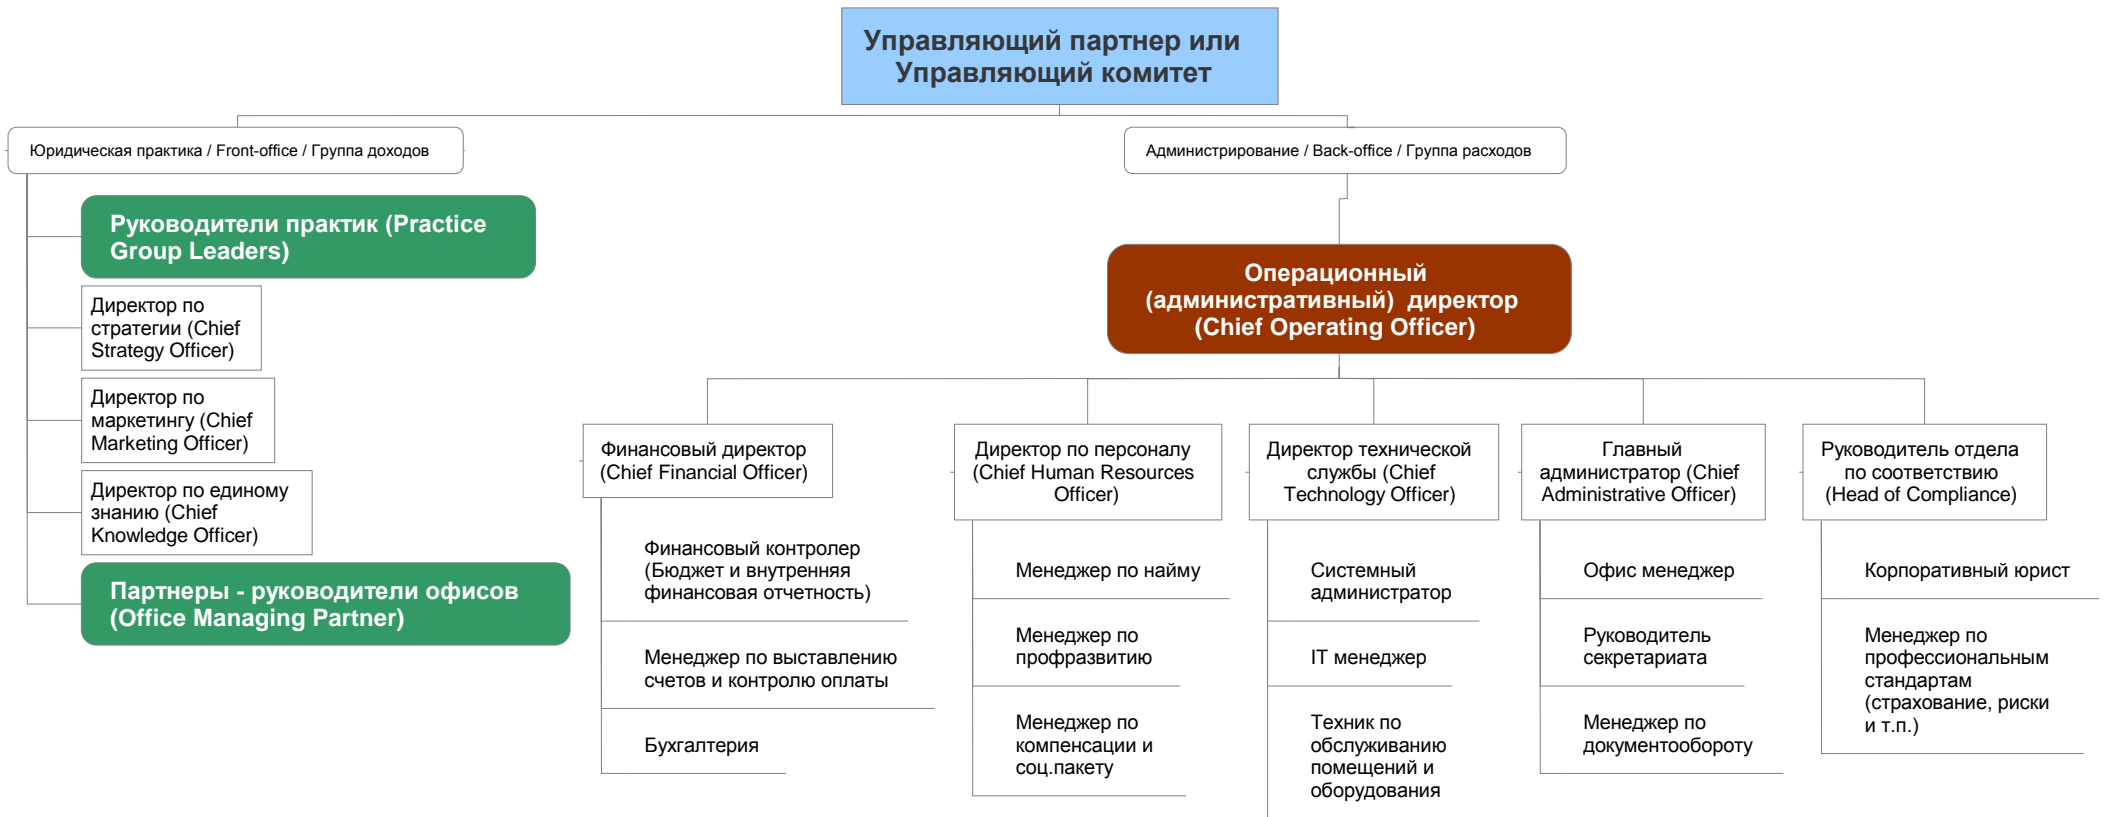 Управляющий партнер или
Управляющий комитет
Юридическая практика / Front-office / Группа доходов
Администрирование / Back-office / Группа расходов
Руководители практик (Practice
Group Leaders)
Директор по
стратегии (Chief
Strategy Officer)
Директор по
маркетингу (Chief
Marketing Officer)
Директор по единому
знанию (Chief
Knowledge Officer)
Партнеры - руководители офисов
(Office Managing Partner)
Операционный
(административный) директор
(Chief Operating Officer)
Финансовый директор
(Chief Financial Officer)
Финансовый контролер
(Бюджет и внутренняя
финансовая отчетность)
Менеджер по выставлению
счетов и контролю оплаты
Бухгалтерия
Директор по персоналу
(Chief Human Resources
Officer)
Менеджер по найму
Менеджер по
профразвитию
Менеджер по
компенсации и
соц.пакету
Директор технической
службы (Chief
Technology Officer)
Системный
администратор
IT менеджер
Техник по
обслуживанию
помещений и
оборудования
Главный
администратор (Chief
Administrative Officer)
Офис менеджер
Руководитель
секретариата
Менеджер по
документообороту
Руководитель отдела
по соответствию
(Head of Compliance)
Корпоративный юрист
Менеджер по
профессиональным
стандартам
(страхование, риски
и т.п.)